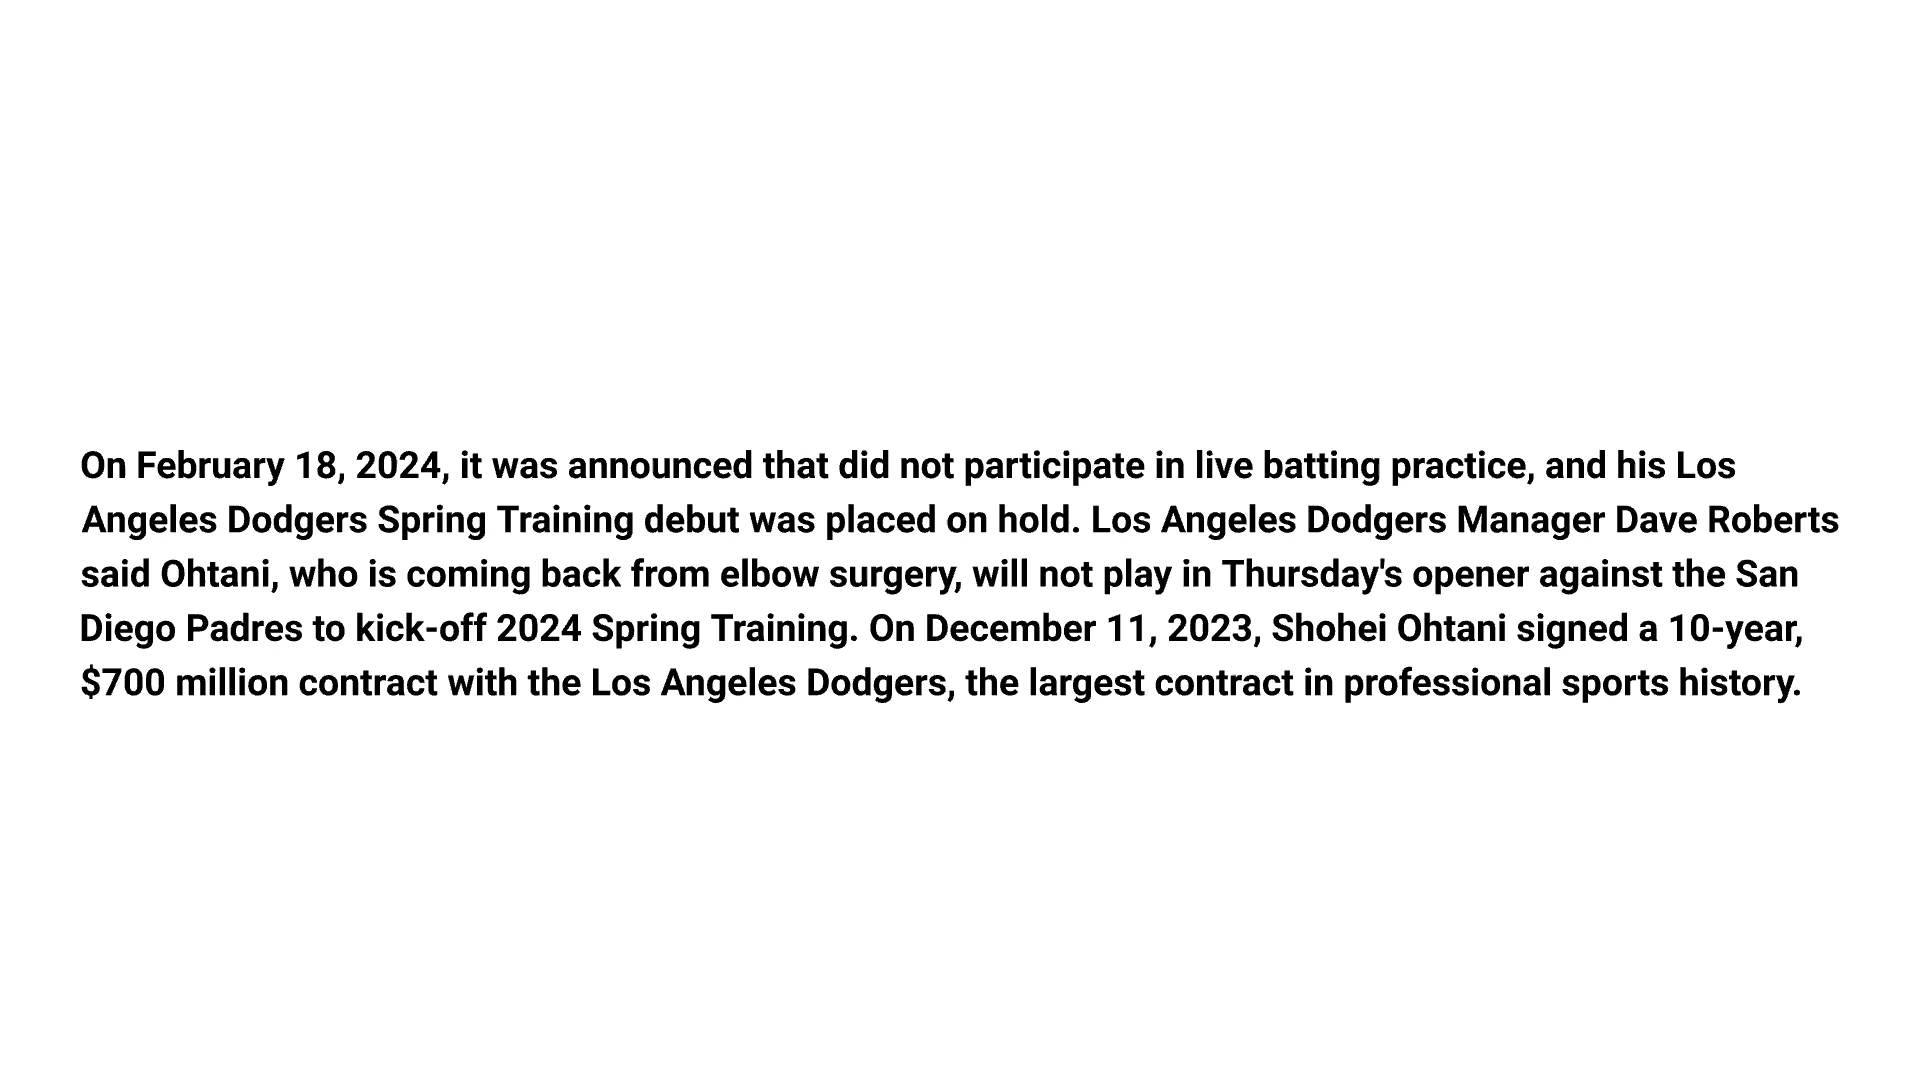 On February 18, 2024, it was announced that did not participate in live batting practice, and his Los
Angeles Dodgers Spring Training debut was placed on hold. Los Angeles Dodgers Manager Dave Roberts
said Ohtani, who is coming back from elbow surgery, will not play in Thursday's opener against the San
Diego Padres to kick-off 2024 Spring Training. On December 11, 2023, Shohei Ohtani signed a 10-year,
$700 million contract with the Los Angeles Dodgers, the largest contract in professional sports history.